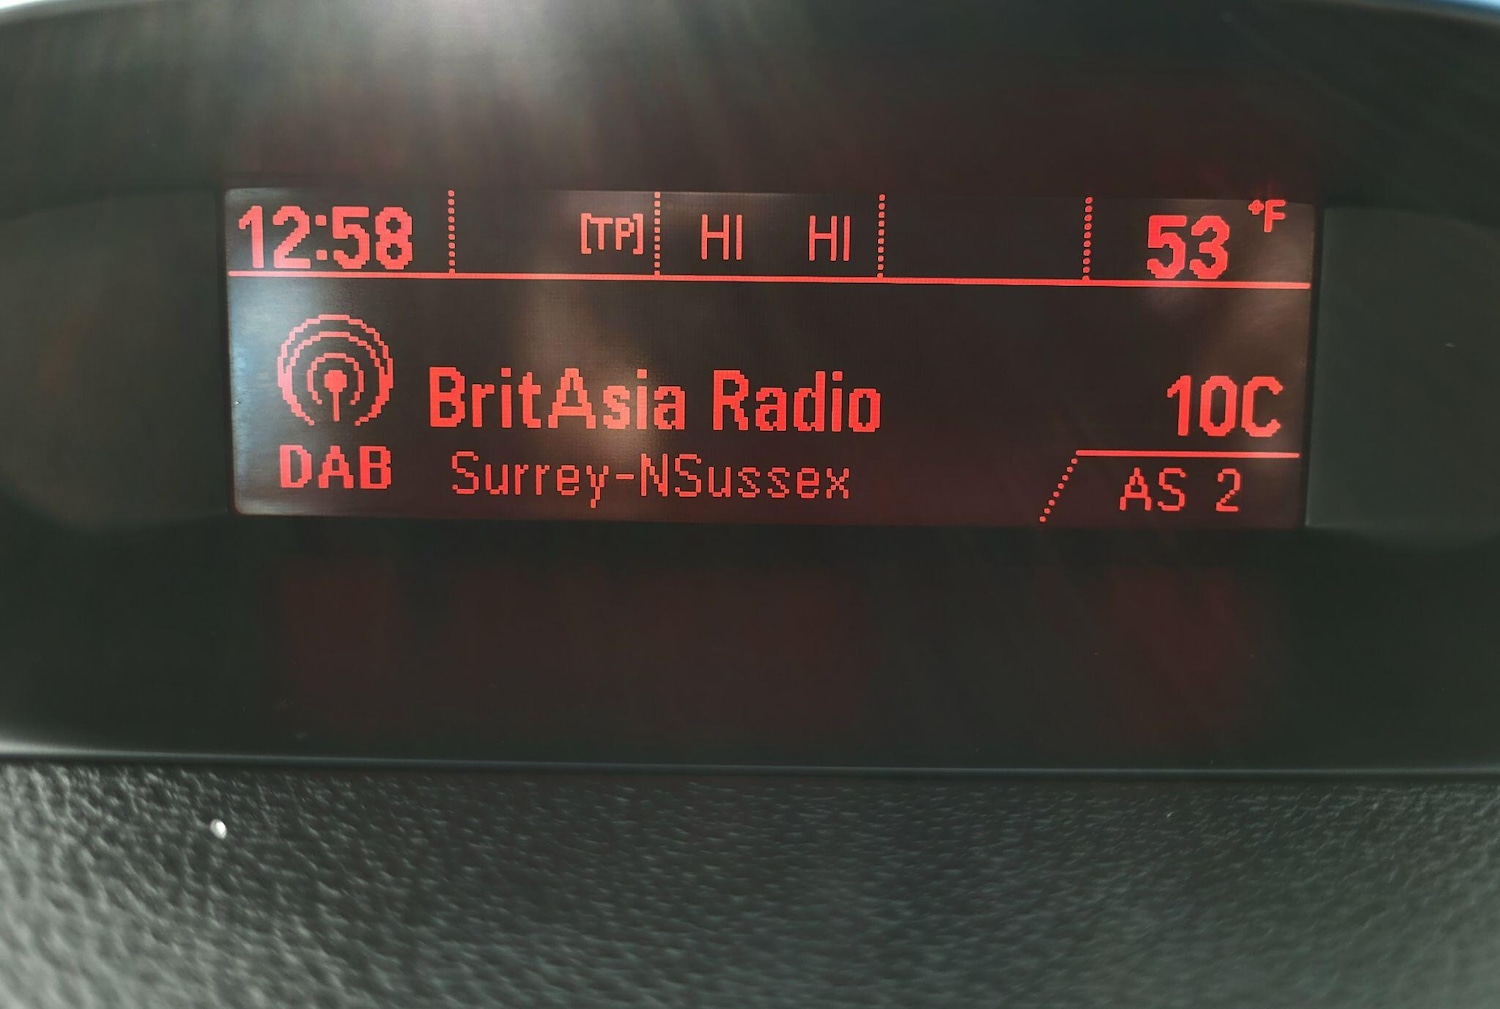 12:58 [TP] HI HI 53 °F
BritAsia Radio 10C
DAB Surrey-NSussex AS 2